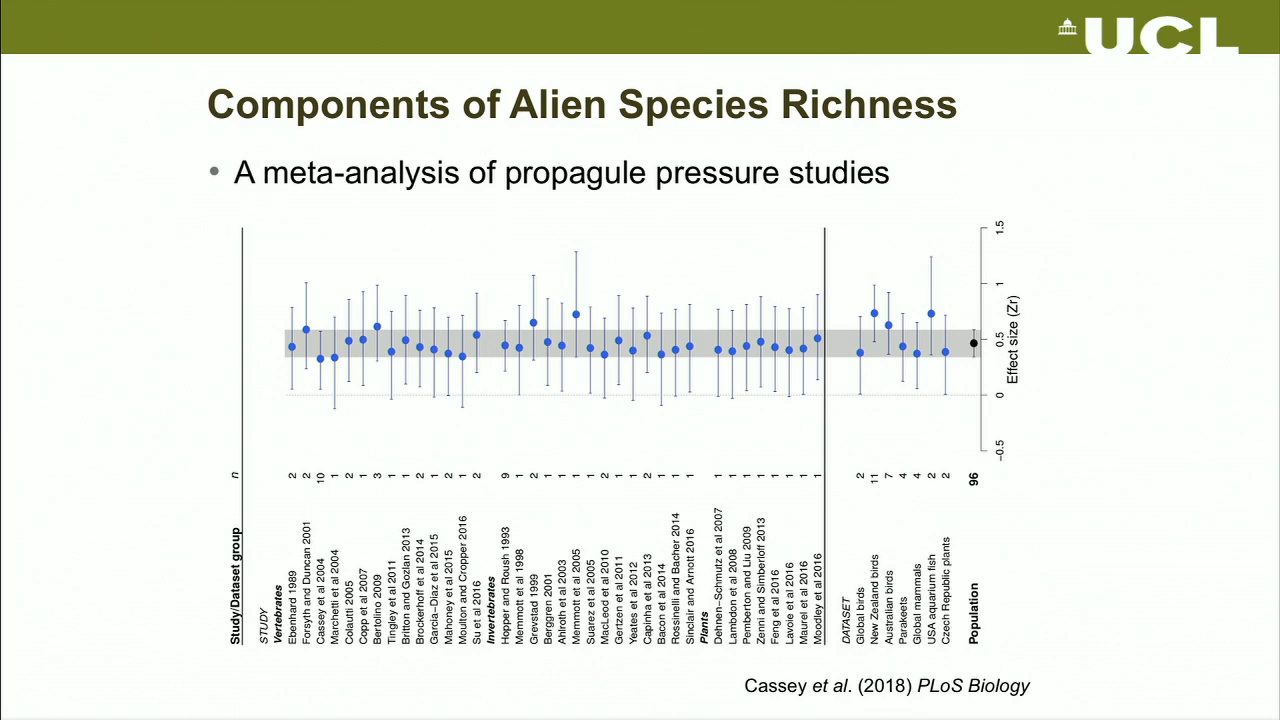 UCL
Components of Alien Species Richness
• A meta-analysis of propagule pressure studies
Study/Dataset group n
STUDY
Vertebrates
Ebenhard 1989 2
Forsyth and Duncan 2001 2
Cassey et al 2004 10
Marchetti et al 2004 1
Colautti 2005 2
Copp et al 2007 1
Bertolino 2009 3
Tingley et al 2011 1
Britton and Gozlan 2013 1
Brockerhoff et al 2014 2
Garcia−Diaz et al 2015 1
Mahoney et al 2015 2
Moulton and Cropper 2016 1
Su et al 2016 2
Invertebrates
Hopper and Roush 1993 9
Memmott et al 1998 1
Grevstad 1999 2
Berggren 2001 1
Ahlroth et al 2003 1
Memmott et al 2005 1
Suarez et al 2005 1
MacLeod et al 2010 2
Gertzen et al 2011 1
Yeates et al 2012 1
Capinha et al 2013 2
Bacon et al 2014 1
Rossinelli and Bacher 2014 1
Sinclair and Arnott 2016 1
Plants
Dehnen−Schmutz et al 2007 1
Lambdon et al 2008 1
Pemberton and Liu 2009 1
Zenni and Simberloff 2013 1
Feng et al 2016 1
Lavoie et al 2016 1
Maurel et al 2016 1
Moodley et al 2016 1
DATASET
Global birds 2
New Zealand birds 11
Australian birds 7
Parakeets 4
Global mammals 4
USA aquarium fish 2
Czech Republic plants 2
Population 96
−0.5 0 0.5 1 1.5
Effect size (Zr)
Cassey et al. (2018) PLoS Biology